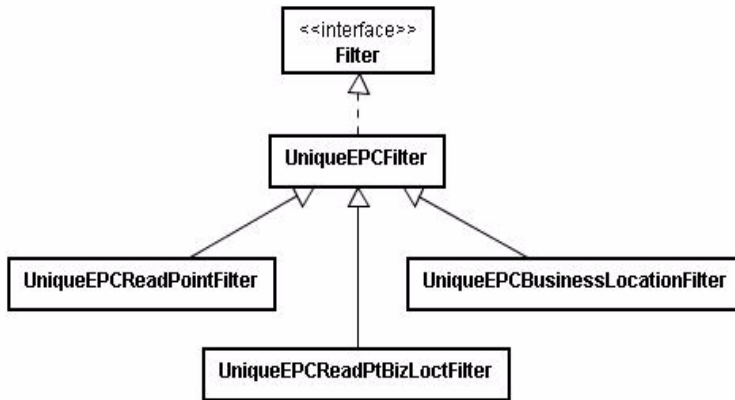 <<interface>>
Filter
UniqueEPCFilter
UniqueEPCReadPointFilter
UniqueEPCBusinessLocationFilter
UniqueEPCReadPtBizLoctFilter